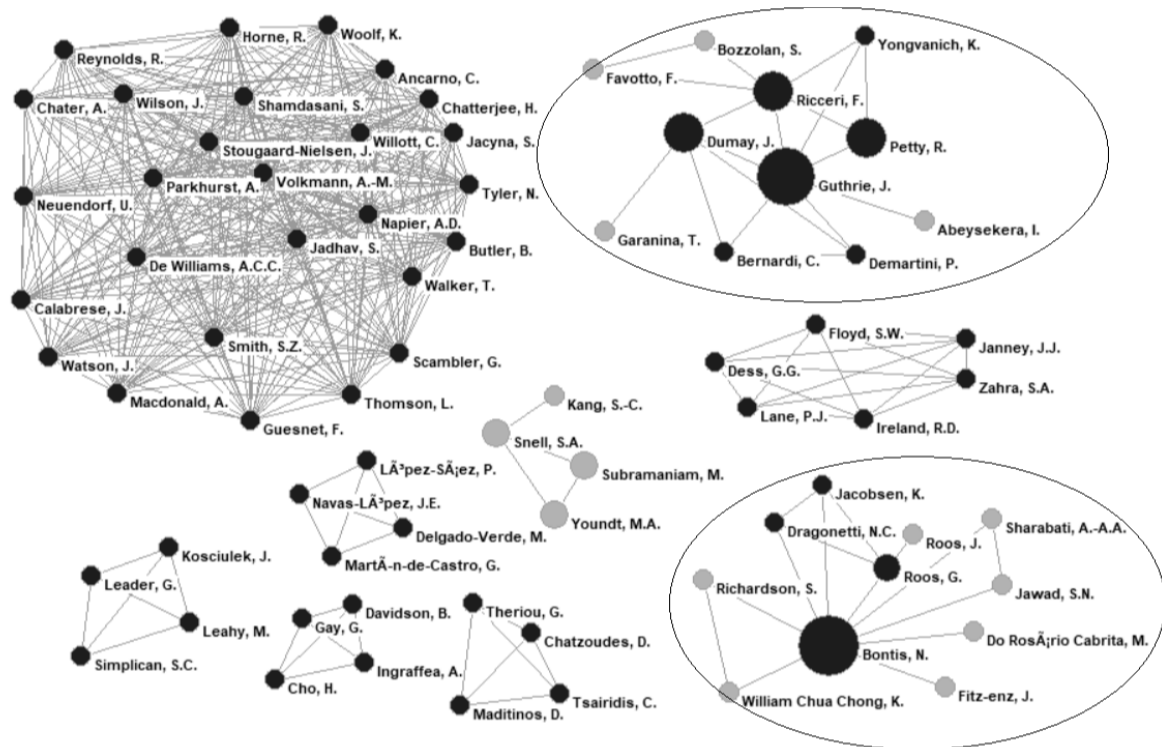 Horne, R.
Woolf, K.
Reynolds, R.
Ancarno, C.
Chater, A.
Wilson, J.
Shamdasani, S.
Chatterjee, H.
Stougaard-Nielsen, J.
Willott, C.
Jacyna, S.
Parkhurst, A.
Volkmann, A.-M.
Tyler, N.
Neuendorf, U.
Napier, A.D.
Jadhav, S.
Butler, B.
De Williams, A.C.C.
Walker, T.
Calabrese, J.
Smith, S.Z.
Scambler, G.
Watson, J.
Macdonald, A.
Thomson, L.
Guesnet, F.
Bozzolan, S.
Yongvanich, K.
Favotto, F.
Ricceri, F.
Dumay, J.
Petty, R.
Guthrie, J.
Abeysekera, I.
Garanina, T.
Bernardi, C.
Demartini, P.
Floyd, S.W.
Janney, J.J.
Dess, G.G.
Zahra, S.A.
Lane, P.J.
Ireland, R.D.
Kang, S.-C.
Snell, S.A.
Subramaniam, M.
Youndt, M.A.
LÃ³pez-SÃ¡ez, P.
Navas-LÃ³pez, J.E.
Delgado-Verde, M.
MartÃ-n-de-Castro, G.
Kosciulek, J.
Leader, G.
Leahy, M.
Simplican, S.C.
Davidson, B.
Gay, G.
Ingraffea, A.
Cho, H.
Theriou, G.
Chatzoudes, D.
Tsairidis, C.
Maditinos, D.
Jacobsen, K.
Dragonetti, N.C.
Roos, J.
Sharabati, A.-A.A.
Roos, G.
Richardson, S.
Jawad, S.N.
Do RosÃ¡rio Cabrita, M.
Bontis, N.
Fitz-enz, J.
William Chua Chong, K.